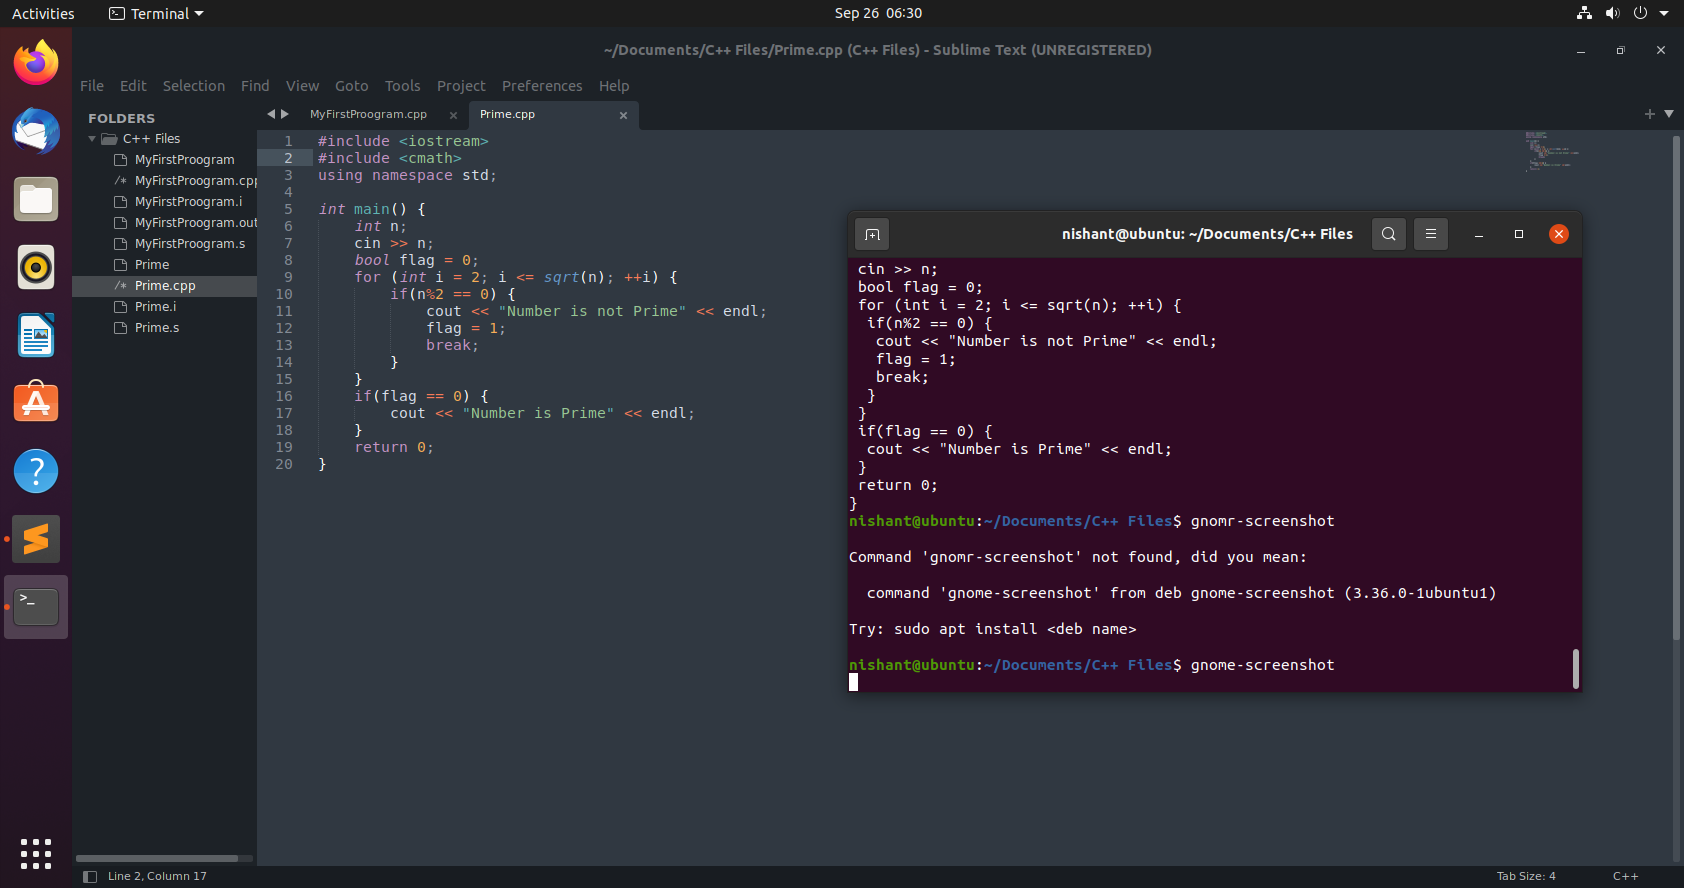 Activities
Terminal
Sep 26 06:30
~/Documents/C++ Files/Prime.cpp (C++ Files) - Sublime Text (UNREGISTERED)
File Edit Selection Find View Goto Tools Project Preferences Help
FOLDERS
C++ Files
MyFirstProogram
/* MyFirstProogram.cpp
MyFirstProogram.i
MyFirstProogram.out
MyFirstProogram.s
Prime
/* Prime.cpp
Prime.i
Prime.s
MyFirstProogram.cpp ×
Prime.cpp ×
1 #include <iostream>
2 #include <cmath>
3 using namespace std;
4
5 int main() {
6     int n;
7     cin >> n;
8     bool flag = 0;
9     for (int i = 2; i <= sqrt(n); ++i) {
10         if(n%2 == 0) {
11             cout << "Number is not Prime" << endl;
12             flag = 1;
13             break;
14         }
15     }
16     if(flag == 0) {
17         cout << "Number is Prime" << endl;
18     }
19     return 0;
20 }
nishant@ubuntu: ~/Documents/C++ Files
 cin >> n;
 bool flag = 0;
 for (int i = 2; i <= sqrt(n); ++i) {
  if(n%2 == 0) {
   cout << "Number is not Prime" << endl;
   flag = 1;
   break;
  }
 }
 if(flag == 0) {
  cout << "Number is Prime" << endl;
 }
 return 0;
}
nishant@ubuntu:~/Documents/C++ Files$ gnomr-screenshot
Command 'gnomr-screenshot' not found, did you mean:
  command 'gnome-screenshot' from deb gnome-screenshot (3.36.0-1ubuntu1)
Try: sudo apt install <deb name>
nishant@ubuntu:~/Documents/C++ Files$ gnome-screenshot
Line 2, Column 17
Tab Size: 4
C++